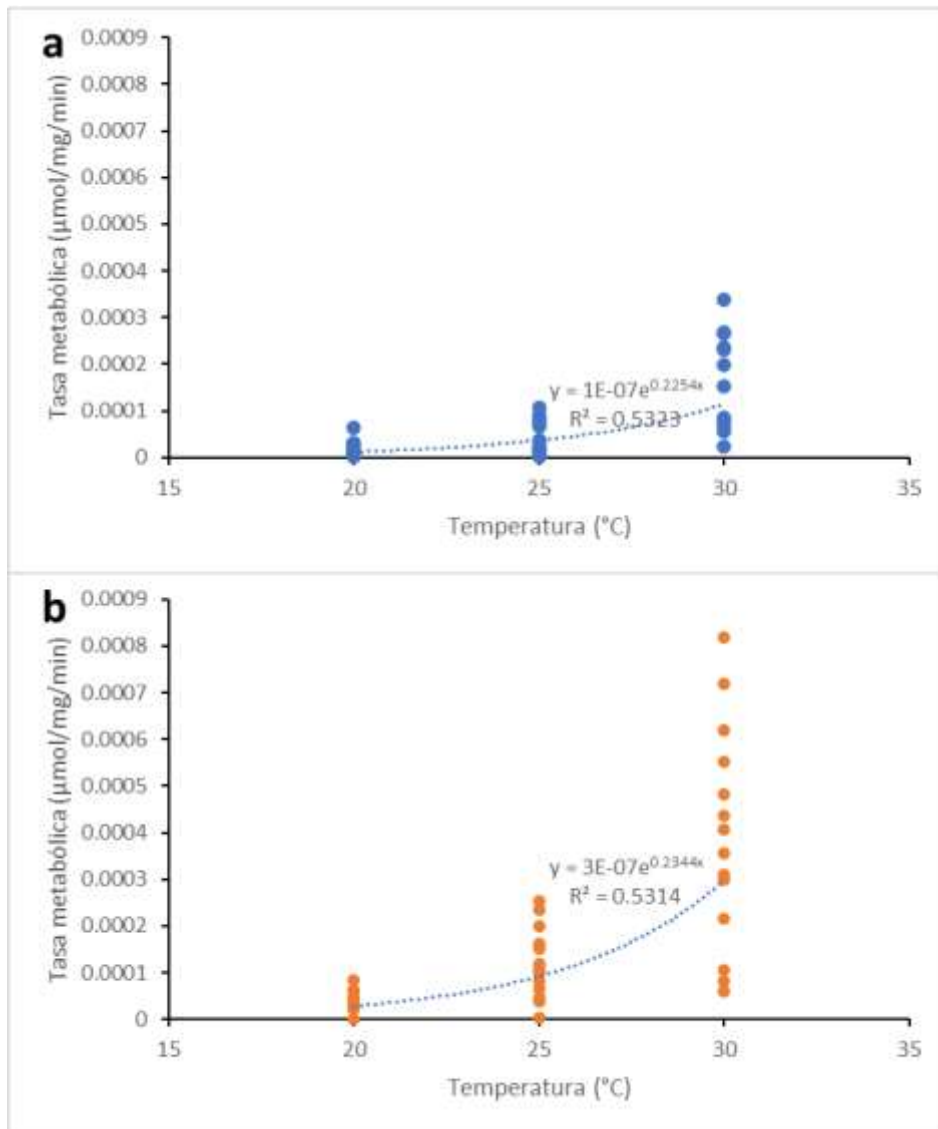 a
Tasa metabólica (µmol/mg/min)
0.0009
0.0008
0.0007
0.0006
0.0005
0.0004
0.0003
0.0002
0.0001
0
y = 1E-07e^0.2254x
R² = 0.5323
15 20 25 30 35
Temperatura (°C)
b
Tasa metabólica (µmol/mg/min)
0.0009
0.0008
0.0007
0.0006
0.0005
0.0004
0.0003
0.0002
0.0001
0
y = 3E-07e^0.2344x
R² = 0.5314
15 20 25 30 35
Temperatura (°C)